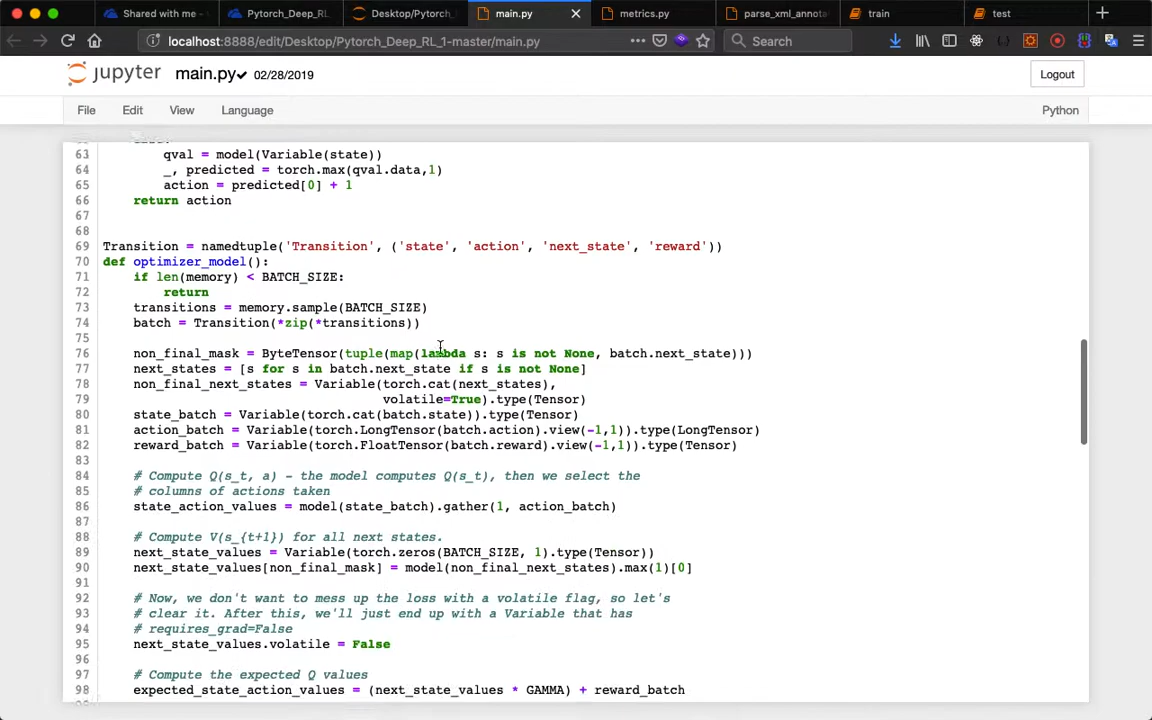 Shared with me -
Pytorch_Deep_RL
Desktop/Pytorch_
main.py
metrics.py
parse_xml_annota
train
test
localhost:8888/edit/Desktop/Pytorch_Deep_RL_1-master/main.py
Search
jupyter main.py 02/28/2019
Logout
File Edit View Language
Python
63 qval = model(Variable(state))
64 _, predicted = torch.max(qval.data,1)
65 action = predicted[0] + 1
66 return action
67
68
69 Transition = namedtuple('Transition', ('state', 'action', 'next_state', 'reward'))
70 def optimizer_model():
71 if len(memory) < BATCH_SIZE:
72 return
73 transitions = memory.sample(BATCH_SIZE)
74 batch = Transition(*zip(*transitions))
75
76 non_final_mask = ByteTensor(tuple(map(lambda s: s is not None, batch.next_state)))
77 next_states = [s for s in batch.next_state if s is not None]
78 non_final_next_states = Variable(torch.cat(next_states),
79 volatile=True).type(Tensor)
80 state_batch = Variable(torch.cat(batch.state)).type(Tensor)
81 action_batch = Variable(torch.LongTensor(batch.action).view(-1,1)).type(LongTensor)
82 reward_batch = Variable(torch.FloatTensor(batch.reward).view(-1,1)).type(Tensor)
83
84 # Compute Q(s_t, a) - the model computes Q(s_t), then we select the
85 # columns of actions taken
86 state_action_values = model(state_batch).gather(1, action_batch)
87
88 # Compute V(s_{t+1}) for all next states.
89 next_state_values = Variable(torch.zeros(BATCH_SIZE, 1).type(Tensor))
90 next_state_values[non_final_mask] = model(non_final_next_states).max(1)[0]
91
92 # Now, we don't want to mess up the loss with a volatile flag, so let's
93 # clear it. After this, we'll just end up with a Variable that has
94 # requires_grad=False
95 next_state_values.volatile = False
96
97 # Compute the expected Q values
98 expected_state_action_values = (next_state_values * GAMMA) + reward_batch